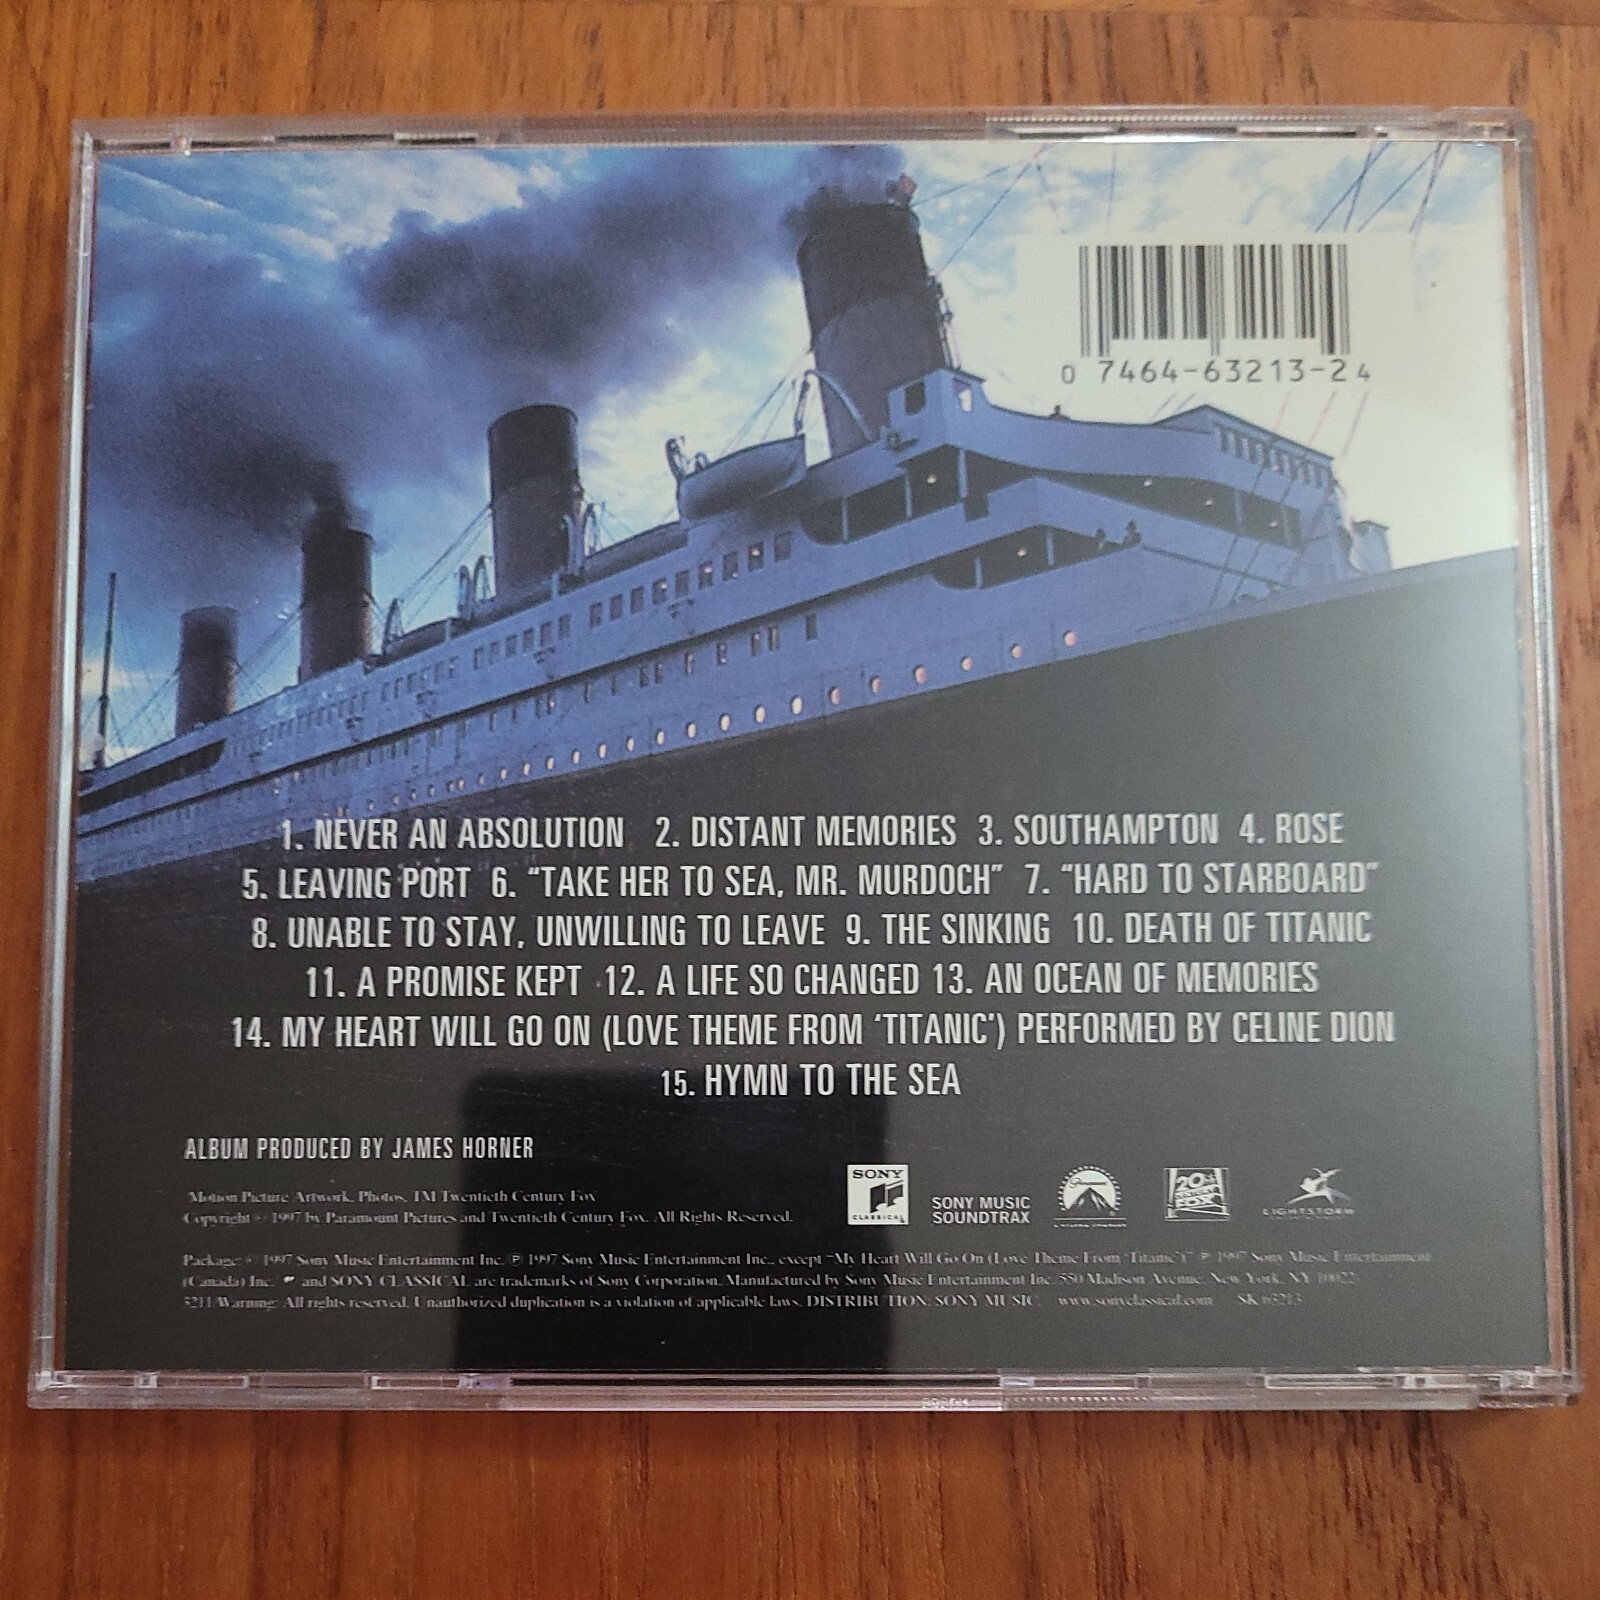 0 7464-63213-2 4
1. NEVER AN ABSOLUTION 2. DISTANT MEMORIES 3. SOUTHAMPTON 4. ROSE
5. LEAVING PORT 6. “TAKE HER TO SEA, MR. MURDOCH” 7. “HARD TO STARBOARD”
8. UNABLE TO STAY, UNWILLING TO LEAVE 9. THE SINKING 10. DEATH OF TITANIC
11. A PROMISE KEPT 12. A LIFE SO CHANGED 13. AN OCEAN OF MEMORIES
14. MY HEART WILL GO ON (LOVE THEME FROM ‘TITANIC’) PERFORMED BY CELINE DION
15. HYMN TO THE SEA
ALBUM PRODUCED BY JAMES HORNER
Motion Picture Artwork, Photos, TM Twentieth Century Fox
Copyright © 1997 by Paramount Pictures and Twentieth Century Fox. All Rights Reserved.
SONY
CLASSICAL
SONY MUSIC
SOUNDTRAX
Paramount
20th
CENTURY
FOX
LIGHTSTORM
Package: © 1997 Sony Music Entertainment Inc. ℗ 1997 Sony Music Entertainment Inc., except “My Heart Will Go On (Love Theme From ‘Titanic’)” ℗ 1997 Sony Music Entertainment
(Canada) Inc. and SONY CLASSICAL are trademarks of Sony Corporation. Manufactured by Sony Music Entertainment Inc. 550 Madison Avenue, New York, NY 10022-
3211/Warning: All rights reserved. Unauthorized duplication is a violation of applicable laws. DISTRIBUTION: SONY MUSIC www.sonyclassical.com SK 63213